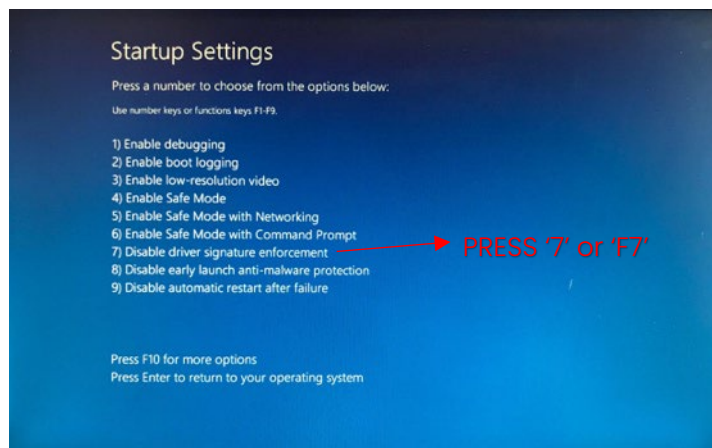 Startup Settings
Press a number to choose from the options below:
Use number keys or functions keys F1-F9.
1) Enable debugging
2) Enable boot logging
3) Enable low-resolution video
4) Enable Safe Mode
5) Enable Safe Mode with Networking
6) Enable Safe Mode with Command Prompt
7) Disable driver signature enforcement
PRESS '7' or 'F7'
8) Disable early launch anti-malware protection
9) Disable automatic restart after failure
Press F10 for more options
Press Enter to return to your operating system